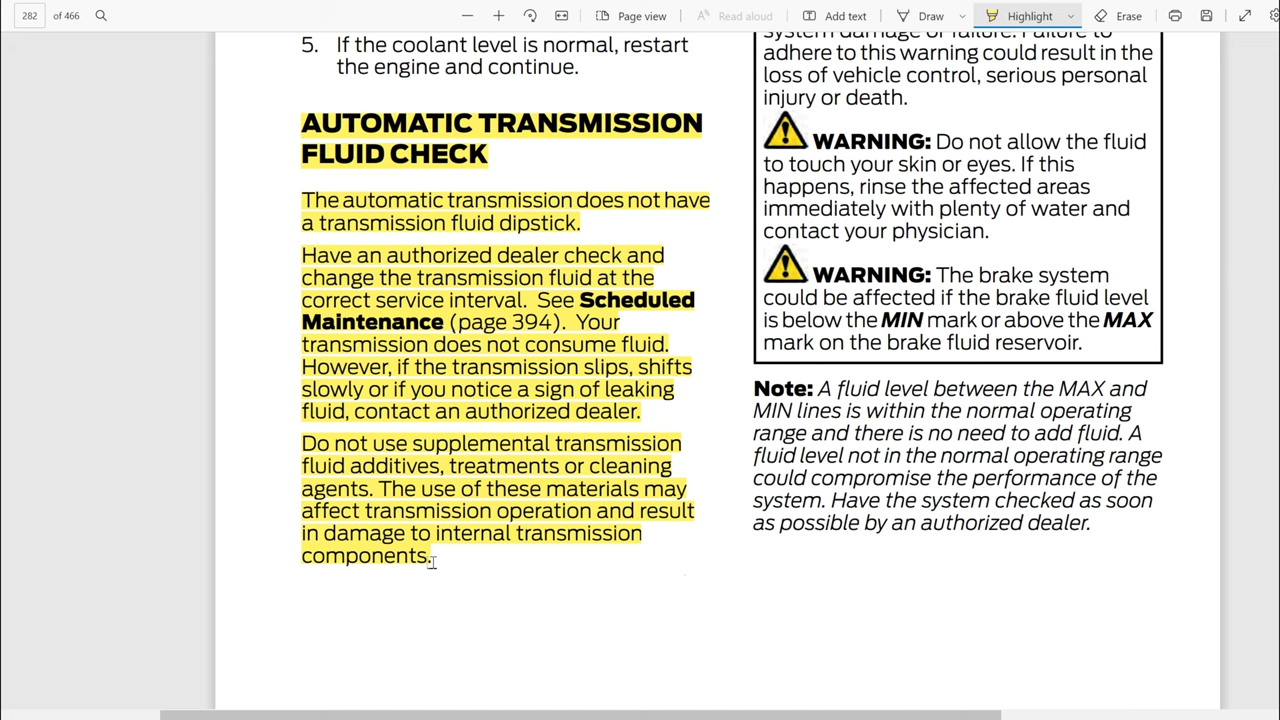 282 of 466
Page view
Read aloud
Add text
Draw
Highlight
Erase
5. If the coolant level is normal, restart
the engine and continue.
AUTOMATIC TRANSMISSION
FLUID CHECK
The automatic transmission does not have
a transmission fluid dipstick.
Have an authorized dealer check and
change the transmission fluid at the
correct service interval. See Scheduled
Maintenance (page 394). Your
transmission does not consume fluid.
However, if the transmission slips, shifts
slowly or if you notice a sign of leaking
fluid, contact an authorized dealer.
Do not use supplemental transmission
fluid additives, treatments or cleaning
agents. The use of these materials may
affect transmission operation and result
in damage to internal transmission
components.
system damage or failure. Failure to
adhere to this warning could result in the
loss of vehicle control, serious personal
injury or death.
WARNING: Do not allow the fluid
to touch your skin or eyes. If this
happens, rinse the affected areas
immediately with plenty of water and
contact your physician.
WARNING: The brake system
could be affected if the brake fluid level
is below the MIN mark or above the MAX
mark on the brake fluid reservoir.
Note: A fluid level between the MAX and
MIN lines is within the normal operating
range and there is no need to add fluid. A
fluid level not in the normal operating range
could compromise the performance of the
system. Have the system checked as soon
as possible by an authorized dealer.